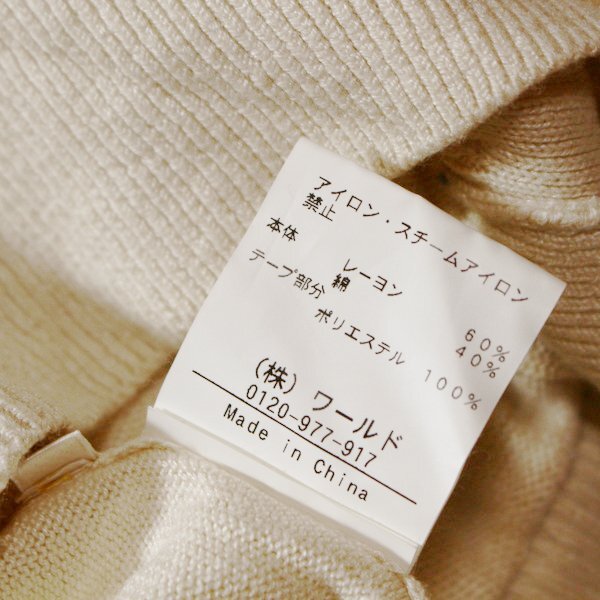 アイロン・スチームアイロン
禁止
本体
レーヨン 60%
綿 40%
テープ部分
ポリエステル 100%
(株) ワールド
0120-977-917
Made in China